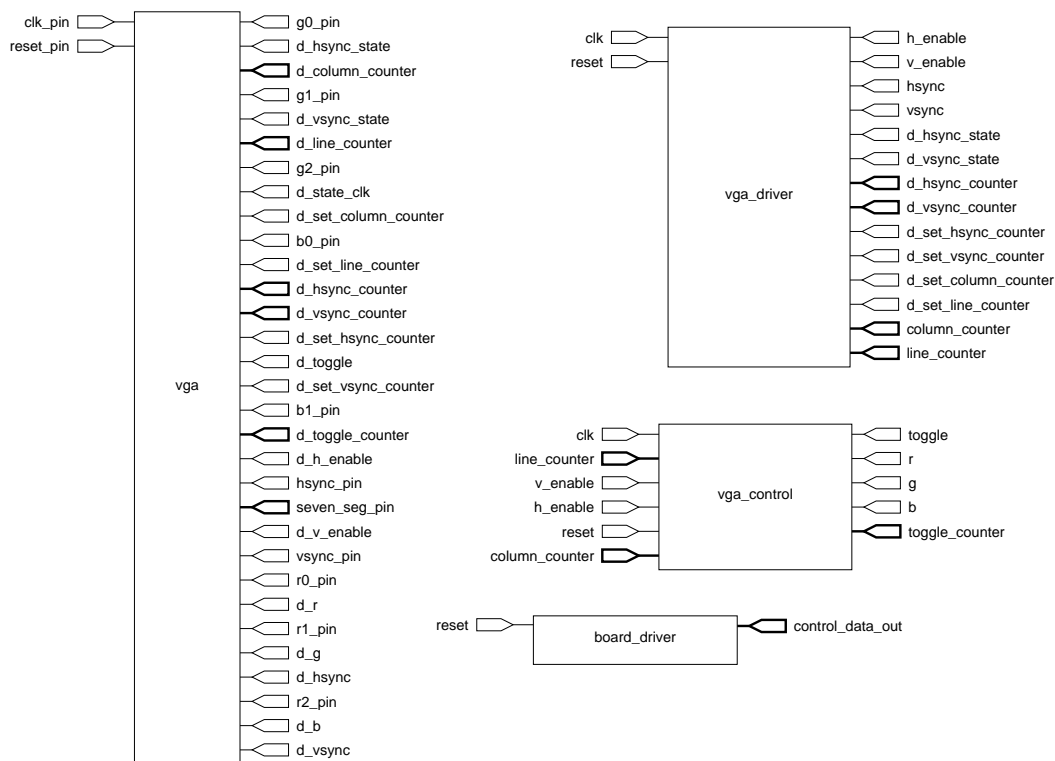 clk_pin
reset_pin
vga
g0_pin
d_hsync_state
d_column_counter
g1_pin
d_vsync_state
d_line_counter
g2_pin
d_state_clk
d_set_column_counter
b0_pin
d_set_line_counter
d_hsync_counter
d_vsync_counter
d_set_hsync_counter
d_toggle
d_set_vsync_counter
b1_pin
d_toggle_counter
d_h_enable
hsync_pin
seven_seg_pin
d_v_enable
vsync_pin
r0_pin
d_r
r1_pin
d_g
d_hsync
r2_pin
d_b
d_vsync
clk
reset
vga_driver
h_enable
v_enable
hsync
vsync
d_hsync_state
d_vsync_state
d_hsync_counter
d_vsync_counter
d_set_hsync_counter
d_set_vsync_counter
d_set_column_counter
d_set_line_counter
column_counter
line_counter
clk
line_counter
v_enable
h_enable
reset
column_counter
vga_control
toggle
r
g
b
toggle_counter
reset
board_driver
control_data_out